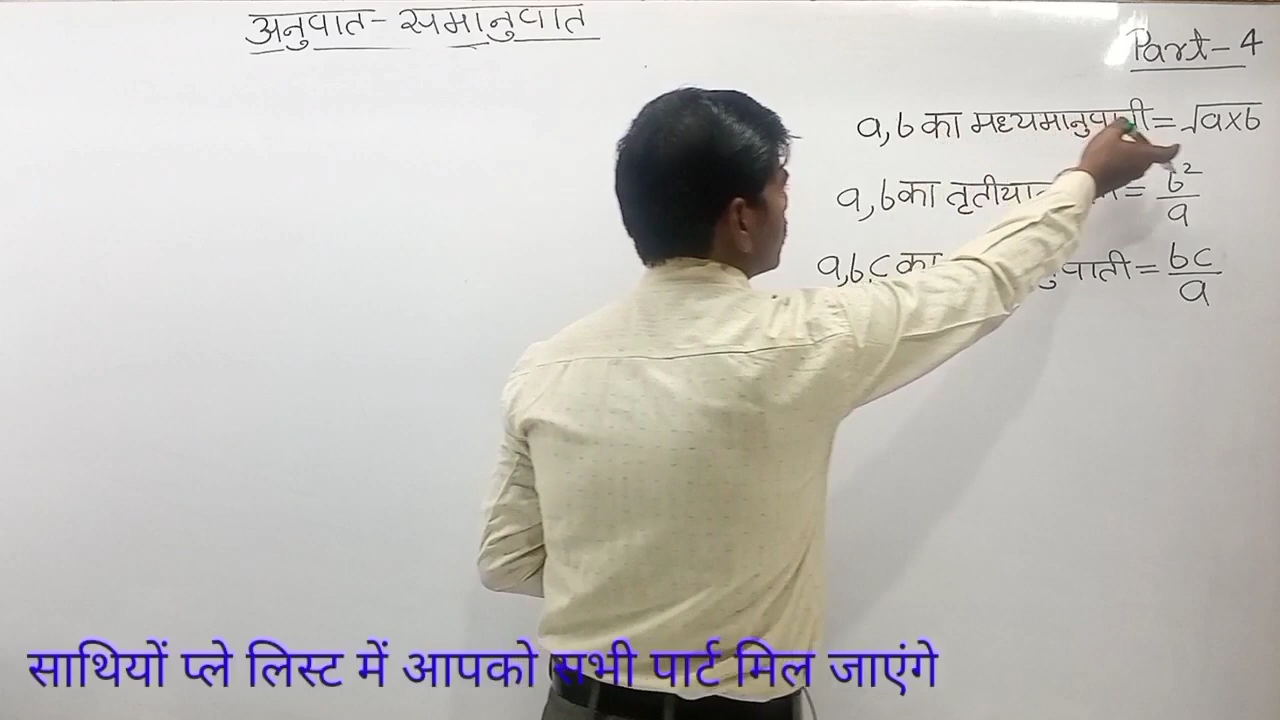 अनुपात - समानुपात
Part - 4
a, b का मध्यमानुपाती = √a×b
a, b का = b²/a
a, b, c का = bc/a
साथियों प्ले लिस्ट में आपको सभी पार्ट मिल जाएंगे